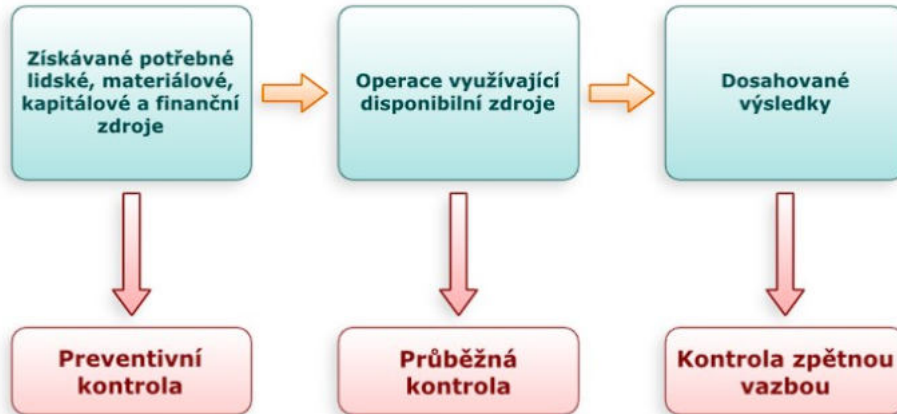 Získávané potřebné
lidské, materiálové,
kapitálové a finanční
zdroje
Operace využívající
disponibilní zdroje
Dosahované
výsledky
Preventivní
kontrola
Průběžná
kontrola
Kontrola zpětnou
vazbou